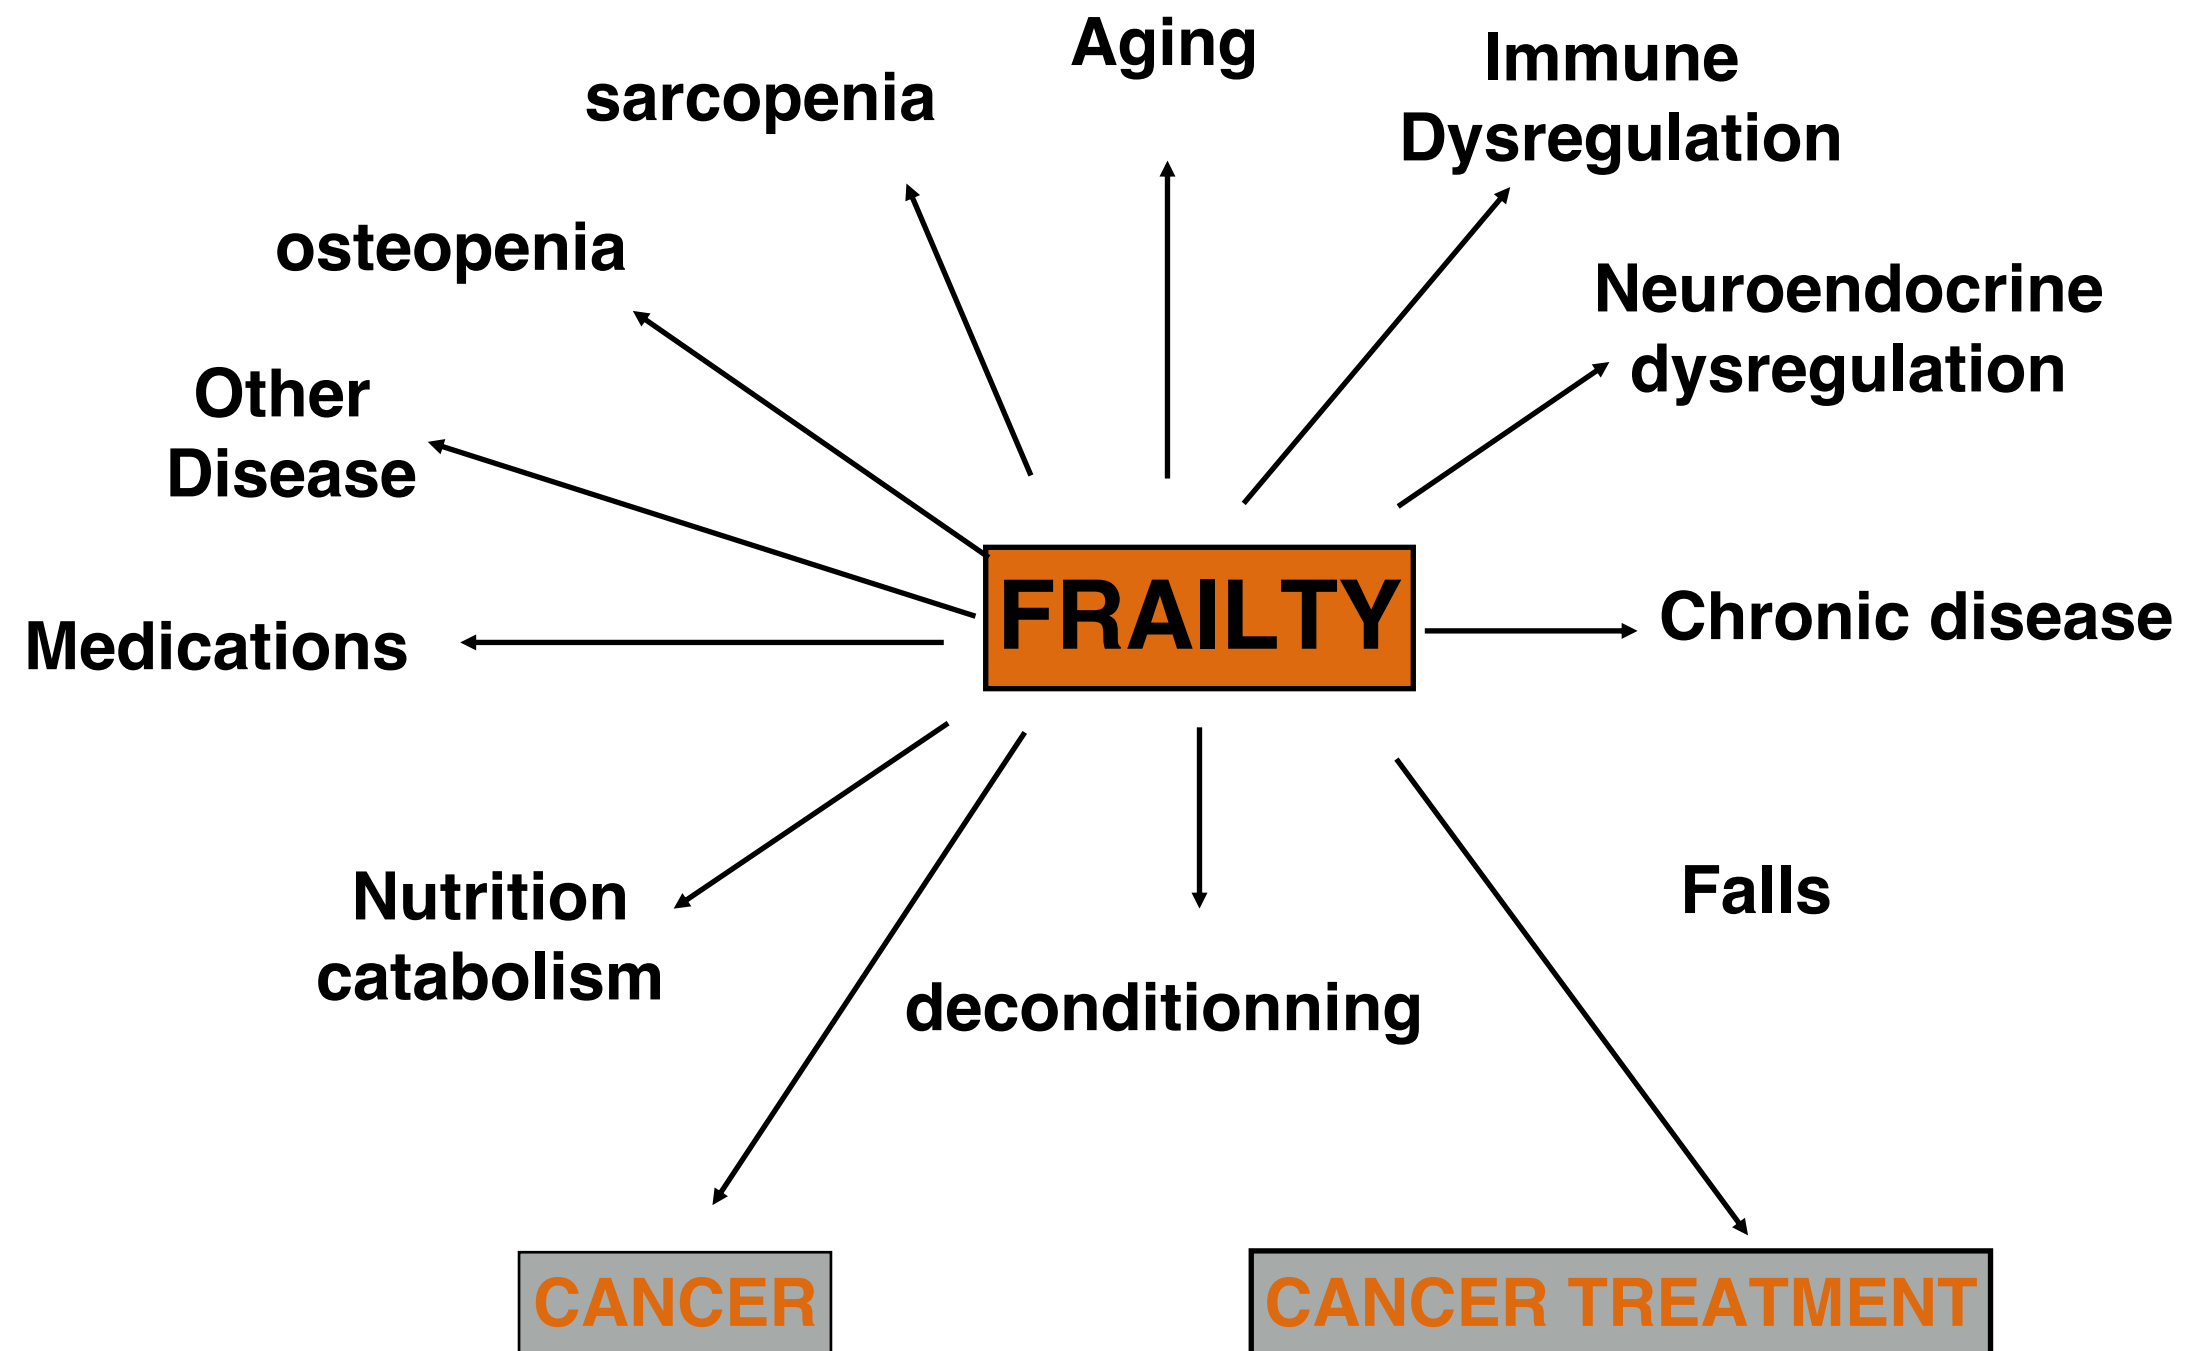 Aging
Immune
Dysregulation
sarcopenia
osteopenia
Neuroendocrine
dysregulation
Other
Disease
FRAILTY
Medications
Chronic disease
Nutrition
catabolism
Falls
deconditionning
CANCER
CANCER TREATMENT